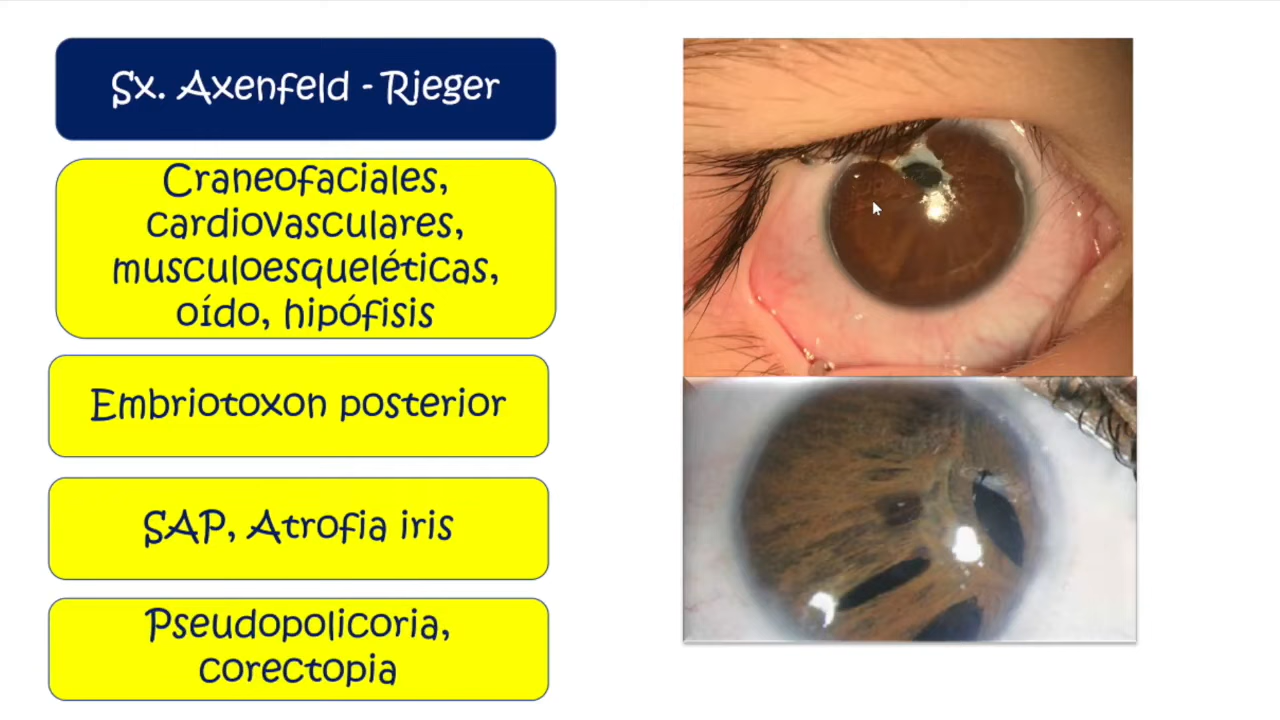 Sx. Axenfeld - Rieger
Craneofaciales,
cardiovasculares,
musculoesqueléticas,
oído, hipófisis
Embriotoxon posterior
SAP, Atrofia iris
Pseudopolicoria,
corectopia